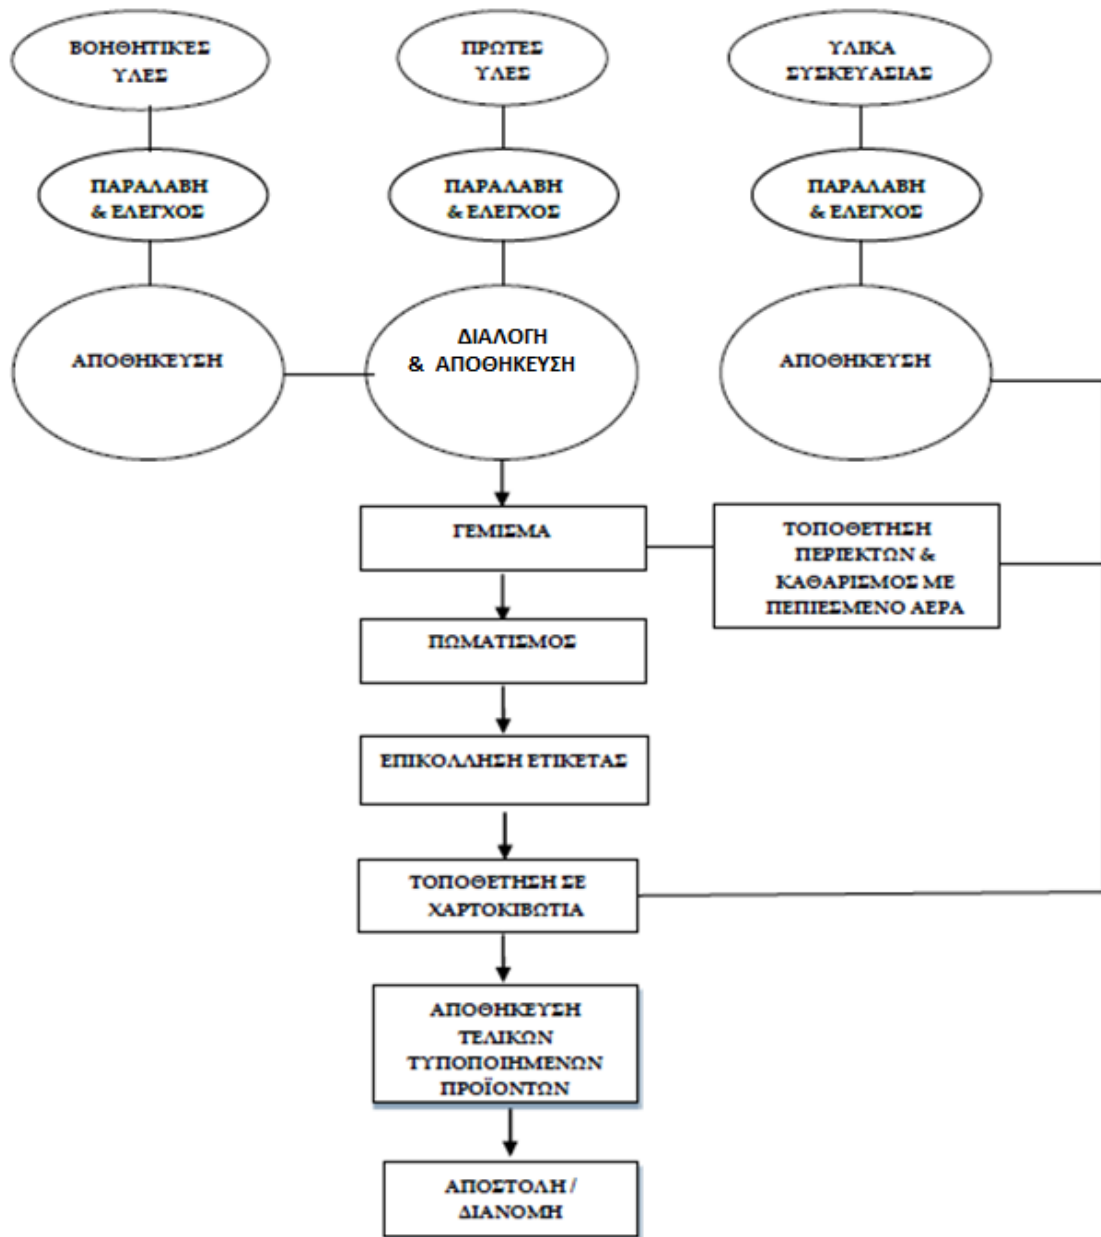 ΒΟΗΘΗΤΙΚΕΣ
ΥΛΕΣ
ΠΡΩΤΕΣ
ΥΛΕΣ
ΥΛΙΚΑ
ΣΥΣΚΕΥΑΣΙΑΣ
ΠΑΡΑΛΑΒΗ
& ΕΛΕΓΧΟΣ
ΠΑΡΑΛΑΒΗ
& ΕΛΕΓΧΟΣ
ΠΑΡΑΛΑΒΗ
& ΕΛΕΓΧΟΣ
ΑΠΟΘΗΚΕΥΣΗ
ΔΙΑΛΟΓΗ
& ΑΠΟΘΗΚΕΥΣΗ
ΑΠΟΘΗΚΕΥΣΗ
ΓΕΜΙΣΜΑ
ΤΟΠΟΘΕΤΗΣΗ
ΠΕΡΙΕΚΤΩΝ &
ΚΑΘΑΡΙΣΜΟΣ ΜΕ
ΠΕΠΙΕΣΜΕΝΟ ΑΕΡΑ
ΠΩΜΑΤΙΣΜΟΣ
ΕΠΙΚΟΛΛΗΣΗ ΕΤΙΚΕΤΑΣ
ΤΟΠΟΘΕΤΗΣΗ ΣΕ
ΧΑΡΤΟΚΙΒΩΤΙΑ
ΑΠΟΘΗΚΕΥΣΗ
ΤΕΛΙΚΩΝ
ΤΥΠΟΠΟΙΗΜΕΝΩΝ
ΠΡΟΪΟΝΤΩΝ
ΑΠΟΣΤΟΛΗ /
ΔΙΑΝΟΜΗ